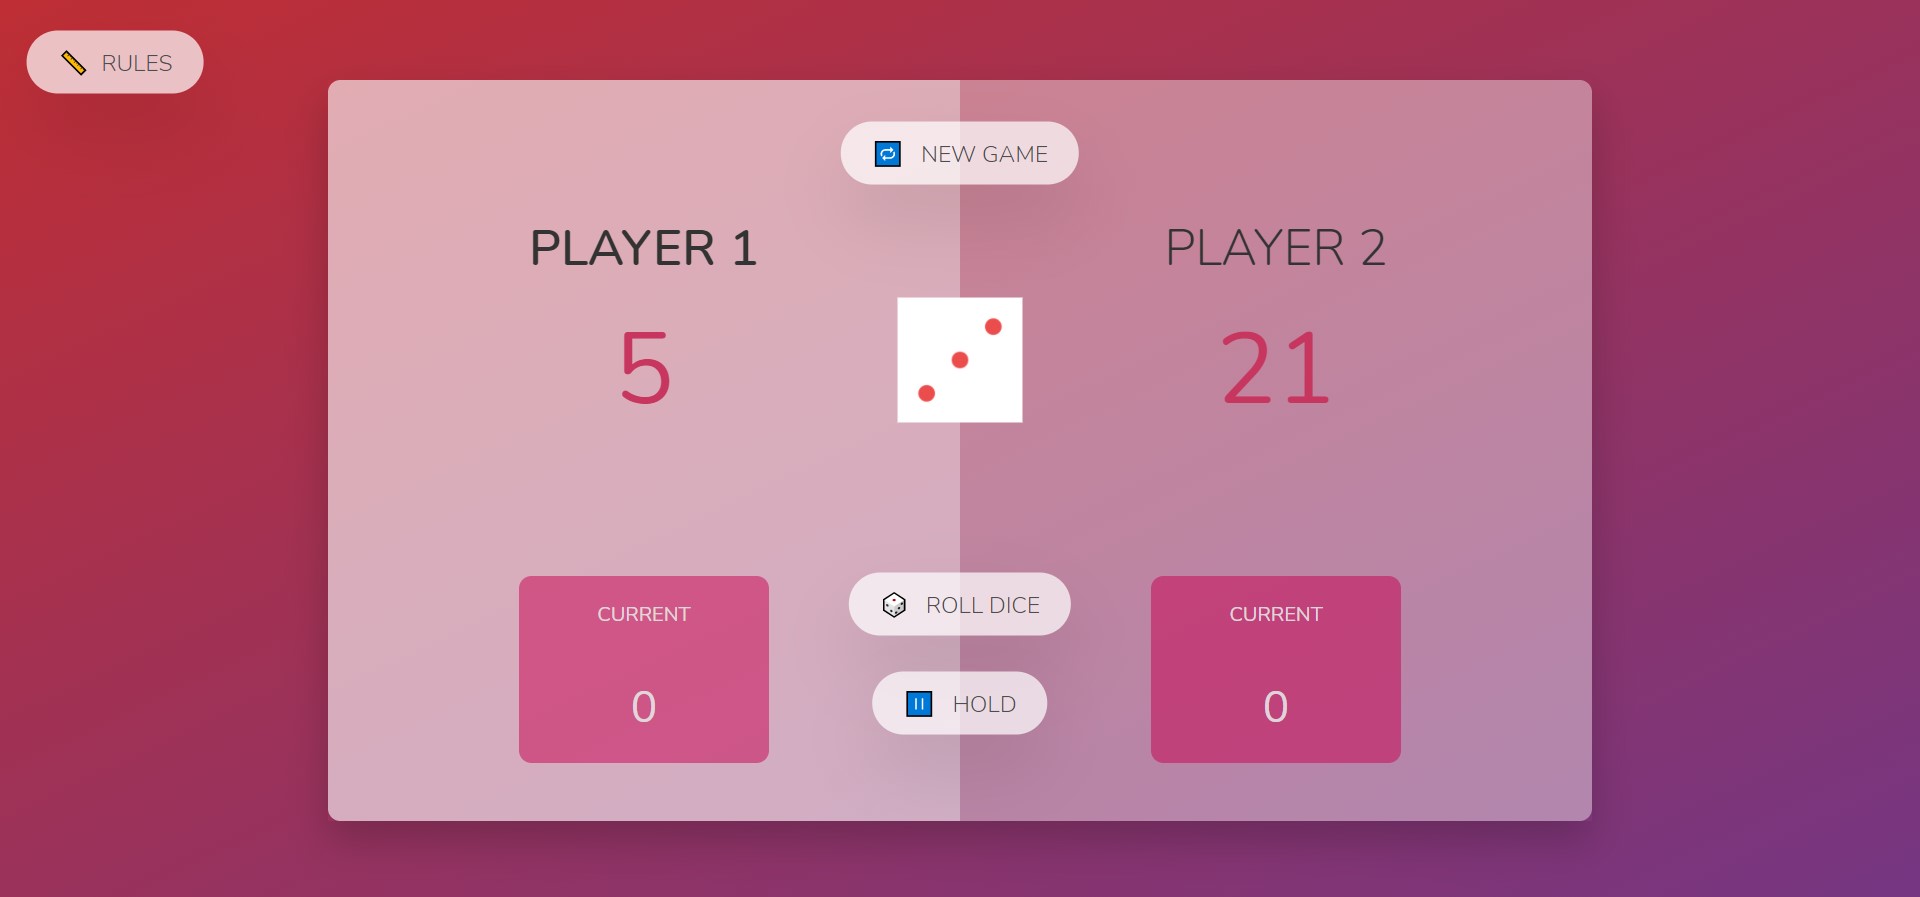 RULES
NEW GAME
PLAYER 1
PLAYER 2
5
21
ROLL DICE
CURRENT
0
CURRENT
0
HOLD